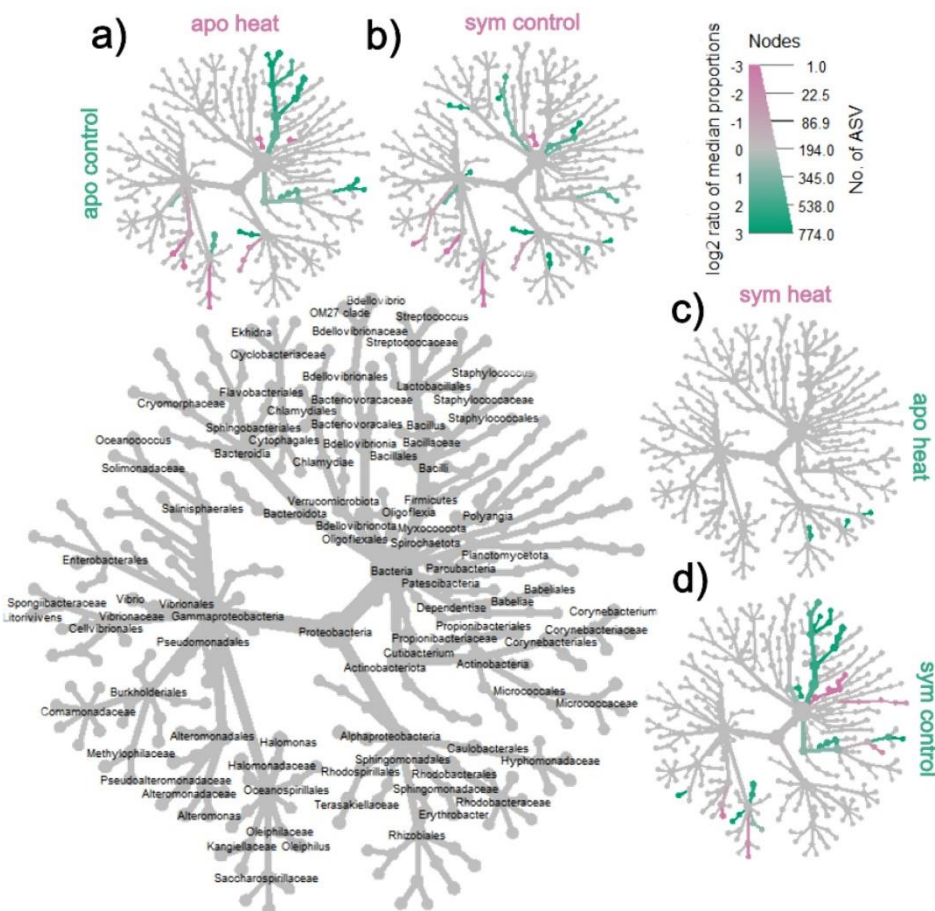 a)
apo heat
b)
sym control
apo control
Nodes
log2 ratio of median proportions
-3
-2
-1
0
1
2
3
1.0
22.5
86.9
194.0
345.0
538.0
774.0
No. of ASV
c)
sym heat
apo heat
d)
sym control
Bdellovibrio
OM27 clade
Streptococcus
Ekhidna
Bdellovibrionaceae
Streptococcaceae
Cyclobacteriaceae
Bdellovibrionales
Staphylococcus
Lactobacillales
Flavobacteriales
Bacteriovoracaceae
Staphylococcaceae
Cryomorphaceae
Chlamydiales
Staphylococcales
Sphingobacteriales
Bacteriovoracales
Bacillus
Oceanococcus
Cytophagales
Bdellovibrionia
Bacillaceae
Bacteroidia
Bacillales
Solimonadaceae
Chlamydiae
Bacilli
Verrucomicrobiota
Firmicutes
Salinisphaerales
Bacteroidota
Oligoflexia
Polyangia
Bdellovibrionota
Myxococcota
Oligoflexales
Spirochaetota
Planctomycetota
Enterobacterales
Bacteria
Parcubacteria
Patescibacteria
Babeliales
Spongiibacteraceae
Vibrio
Vibrionales
Dependentiae
Babeliae
Corynebacterium
Litorivivens
Vibrionaceae
Gammaproteobacteria
Propionibacteriales
Cellvibrionales
Proteobacteria
Propionibacteriaceae
Corynebacteriaceae
Pseudomonadales
Corynebacteriales
Cutibacterium
Actinobacteriota
Actinobacteria
Burkholderiales
Micrococcales
Micrococcaceae
Comamonadaceae
Alteromonadales
Halomonas
Alphaproteobacteria
Caulobacterales
Methylophilaceae
Sphingomonadales
Hyphomonadaceae
Halomonadaceae
Rhodospirillales
Rhodobacterales
Pseudoalteromonadaceae
Oceanospirillales
Sphingomonadaceae
Alteromonadaceae
Terasakiellaceae
Rhodobacteraceae
Alteromonas
Erythrobacter
Oleiphilaceae
Rhizobiales
Kangiellaceae
Oleiphilus
Saccharospirillaceae